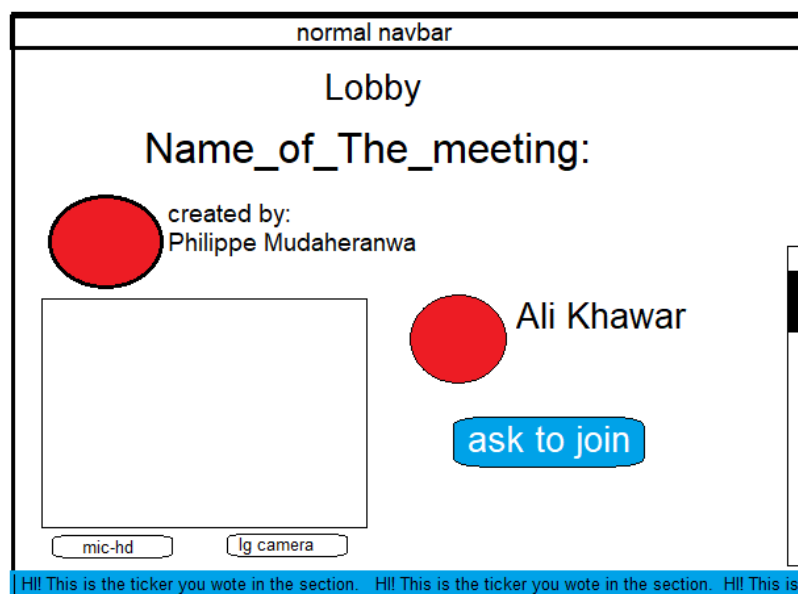 normal navbar
Lobby
Name_of_The_meeting:
created by:
Philippe Mudaheranwa
Ali Khawar
ask to join
mic-hd
lg camera
HI! This is the ticker you wote in the section. HI! This is the ticker you wote in the section. HI! This is